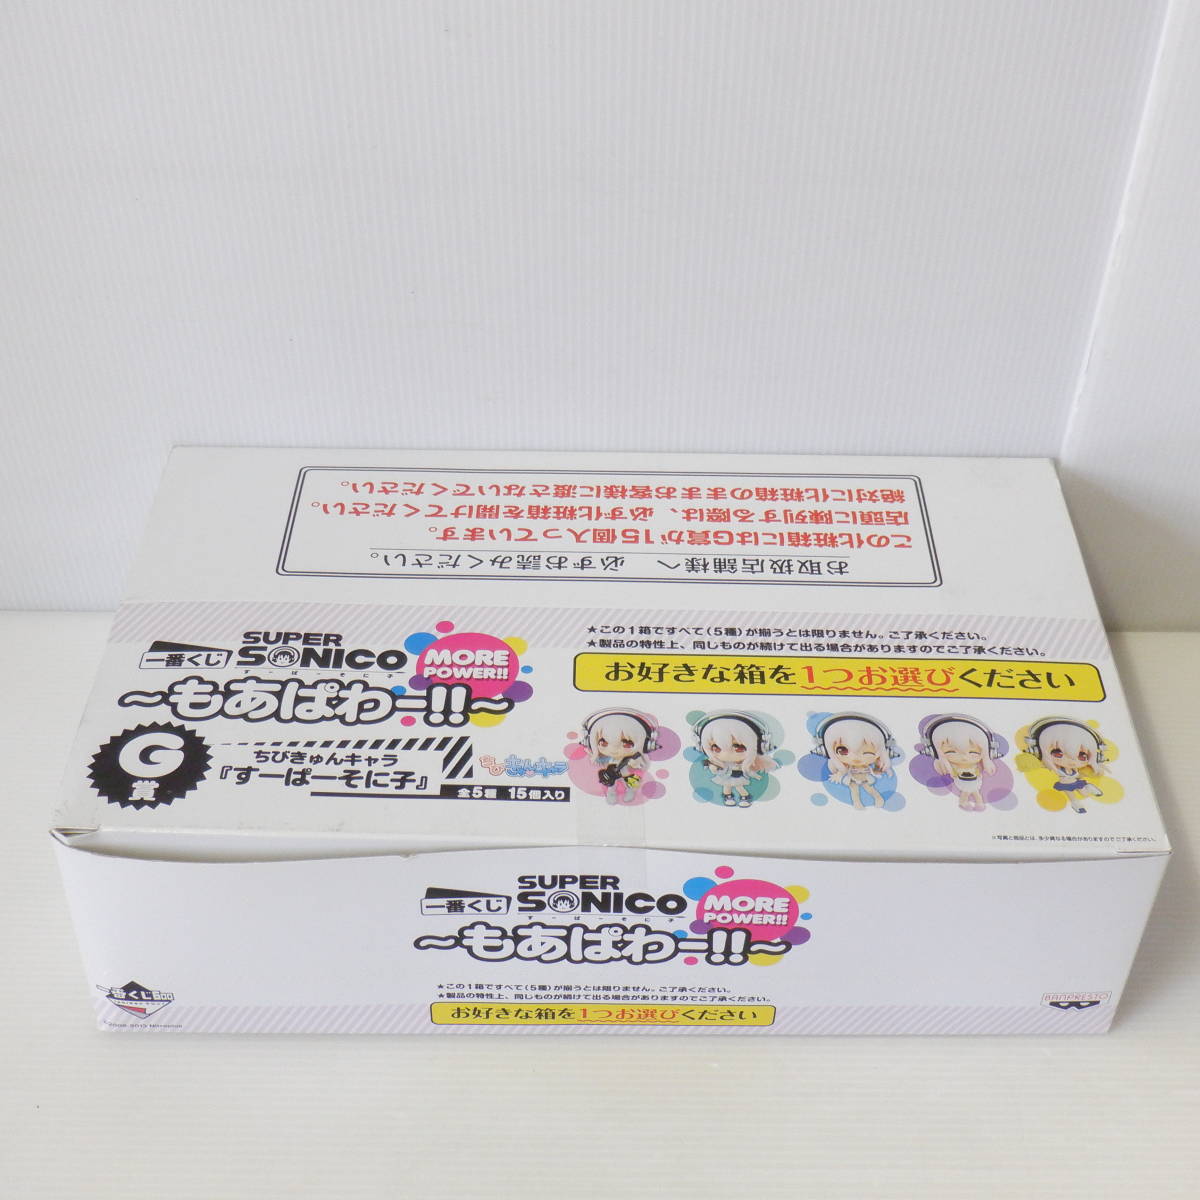 お取扱店舗様へ　必ずお読みください。
この化粧箱にはG賞が15個入っています。
店頭に陳列する際は、必ず化粧箱を開けてください。
絶対に化粧箱のままお客様に渡さないでください。
一番くじ
SUPER
SONICO
すーぱーそに子
MORE
POWER!!
～もあぱわー!!～
G
賞
ちびきゅんキャラ
『すーぱーそに子』
全5種 15個入り
ちびきゅんキャラ
★この1箱ですべて(5種)が揃うとは限りません。ご了承ください。
★製品の特性上、同じものが続けて出る場合がありますのでご了承ください。
お好きな箱を1つお選びください
※写真と商品とは、多少異なる場合がありますのでご了承ください。
一番くじ
SUPER
SONICO
すーぱーそに子
MORE
POWER!!
～もあぱわー!!～
★この1箱ですべて(5種)が揃うとは限りません。ご了承ください。
★製品の特性上、同じものが続けて出る場合がありますのでご了承ください。
お好きな箱を1つお選びください
一番くじ
BANPRESTO